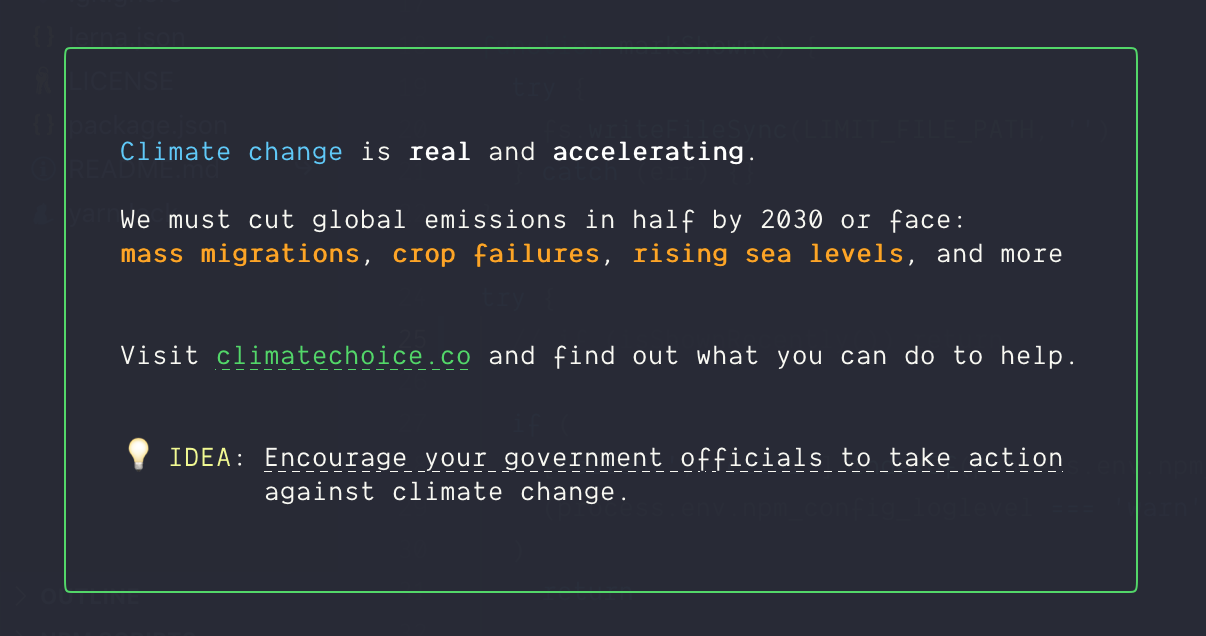 Climate change is real and accelerating.
We must cut global emissions in half by 2030 or face:
mass migrations, crop failures, rising sea levels, and more
Visit climatechoice.co and find out what you can do to help.
💡 IDEA: Encourage your government officials to take action
against climate change.